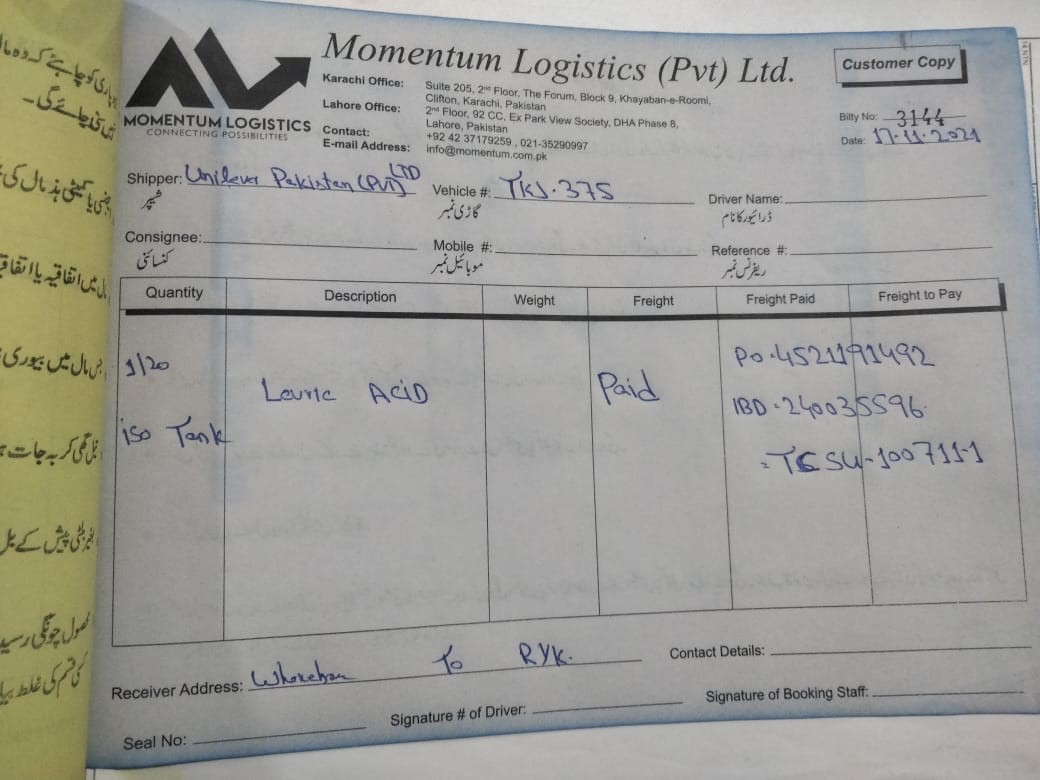 Momentum Logistics (Pvt) Ltd.
Customer Copy
MOMENTUM LOGISTICS
CONNECTING POSSIBILITIES
Karachi Office: Suite 205, 2nd Floor, The Forum, Block 9, Khayaban-e-Roomi,
Clifton, Karachi, Pakistan
Lahore Office: 2nd Floor, 92 CC, Ex Park View Society, DHA Phase 8,
Lahore, Pakistan
Contact: +92 42 37179259 , 021-35290997
E-mail Address: info@momentum.com.pk
Bilty No: 3144
Date: 17-11-2021
Shipper: Unilever Pakistan (PVT) LTD Vehicle #: TKJ-375 Driver Name:
شیپر گاڑی نمبر ڈرائیور کا نام
Consignee: Mobile #: Reference #:
کنسائنی موبائیل نمبر ریفرنس نمبر
Quantity Description Weight Freight Freight Paid Freight to Pay
1/20 Lauric ACID Paid PO-4521191492
iso Tank IBD-240035596
TCSU-100711-1
Receiver Address: To RYK. Contact Details:
Seal No: Signature # of Driver: Signature of Booking Staff: